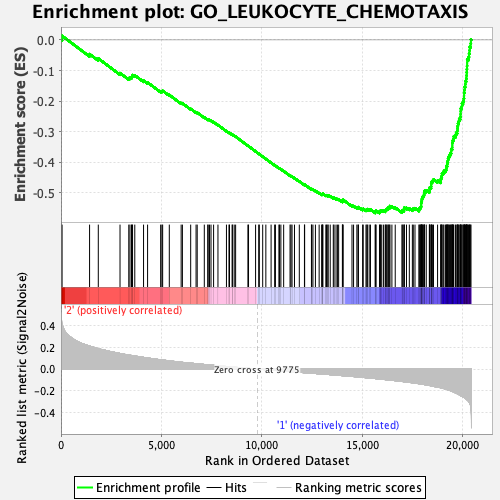 Enrichment plot: GO_LEUKOCYTE_CHEMOTAXIS
Enrichment score (ES)
0.0
-0.1
-0.2
-0.3
-0.4
-0.5
Ranked list metric (Signal2Noise)
'2' (positively correlated)
0.4
0.2
0.0
-0.2
-0.4
Zero cross at 9775
'1' (negatively correlated)
0
5,000
10,000
15,000
20,000
Rank in Ordered Dataset
Enrichment profile
Hits
Ranking metric scores